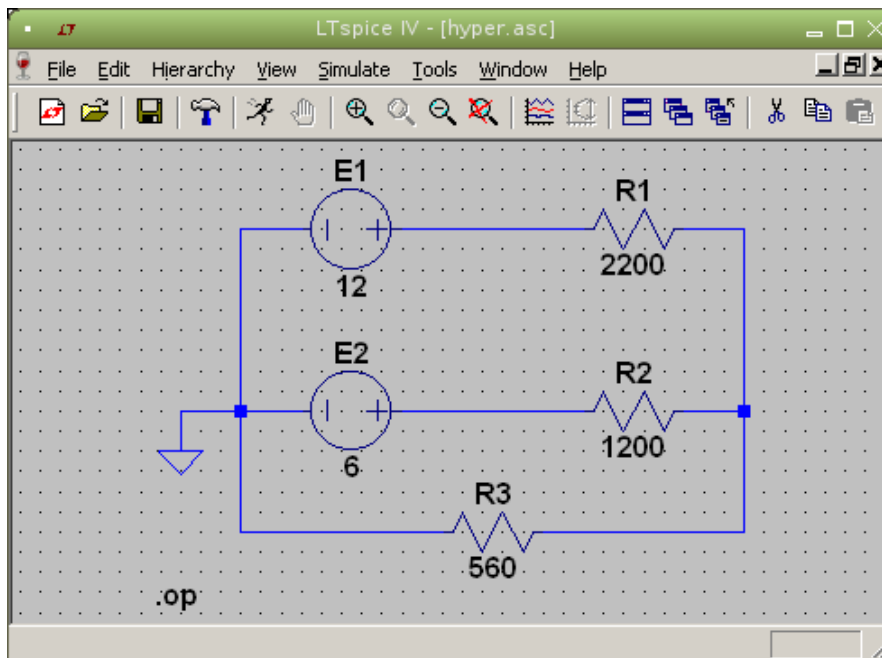 LTspice IV - [hyper.asc]
File Edit Hierarchy View Simulate Tools Window Help
E1
R1
12
2200
E2
R2
6
1200
R3
560
.op